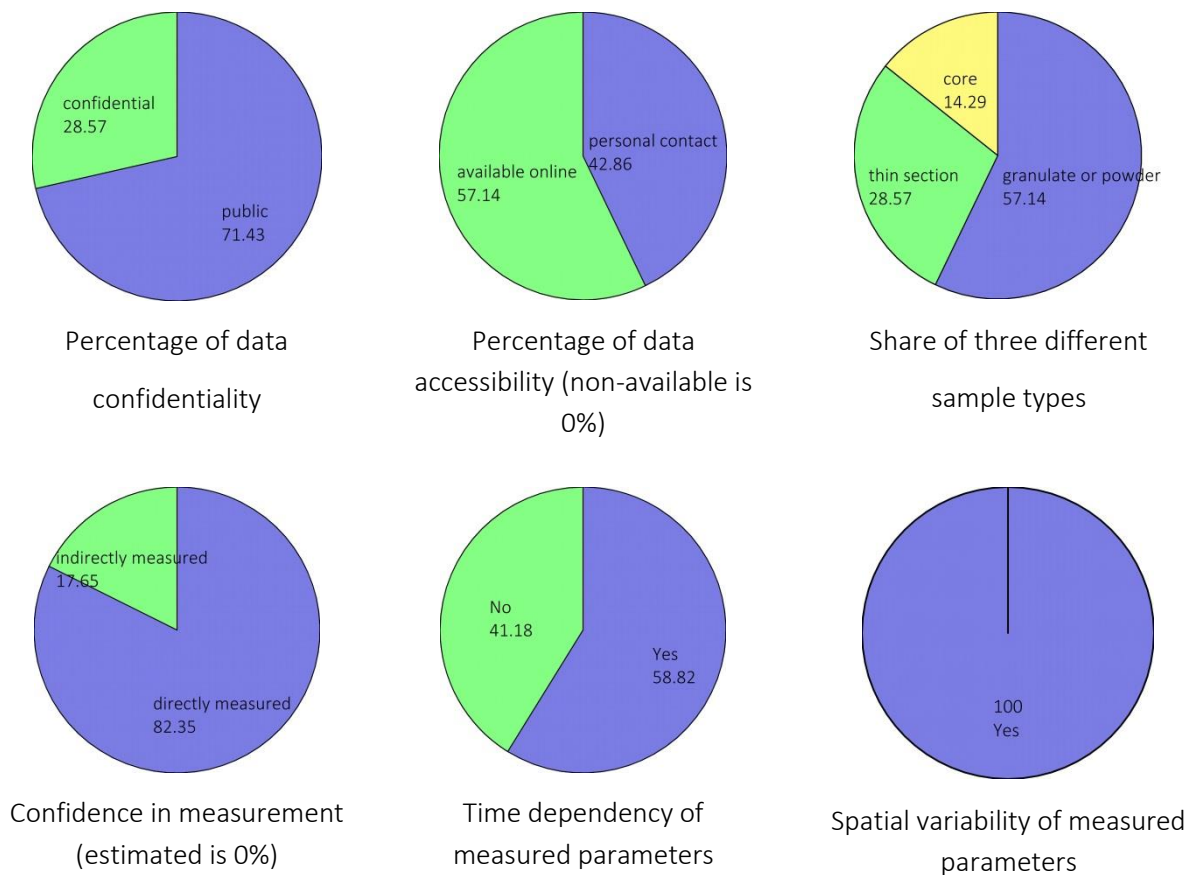 confidential
28.57
public
71.43
Percentage of data
confidentiality
available online
57.14
personal contact
42.86
Percentage of data
accessibility (non-available is
0%)
core
14.29
thin section
28.57
granulate or powder
57.14
Share of three different
sample types
indirectly measured
17.65
directly measured
82.35
Confidence in measurement
(estimated is 0%)
No
41.18
Yes
58.82
Time dependency of
measured parameters
100
Yes
Spatial variability of measured
parameters